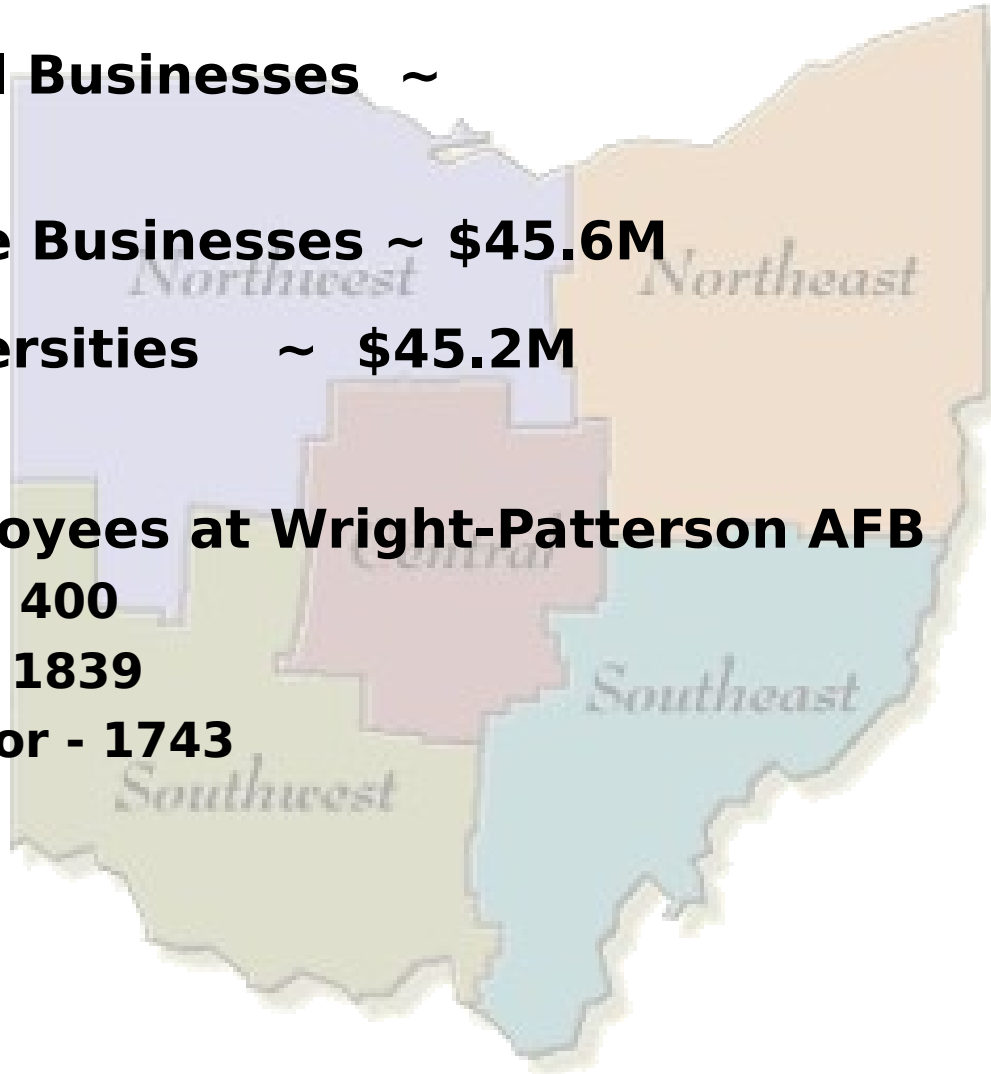 l Businesses ~
e Businesses ~ $45.6M
Northwest Northeast
ersities ~ $45.2M
oyees at Wright-Patterson AFB
Central
400
1839
Southeast
or - 1743
Southwest